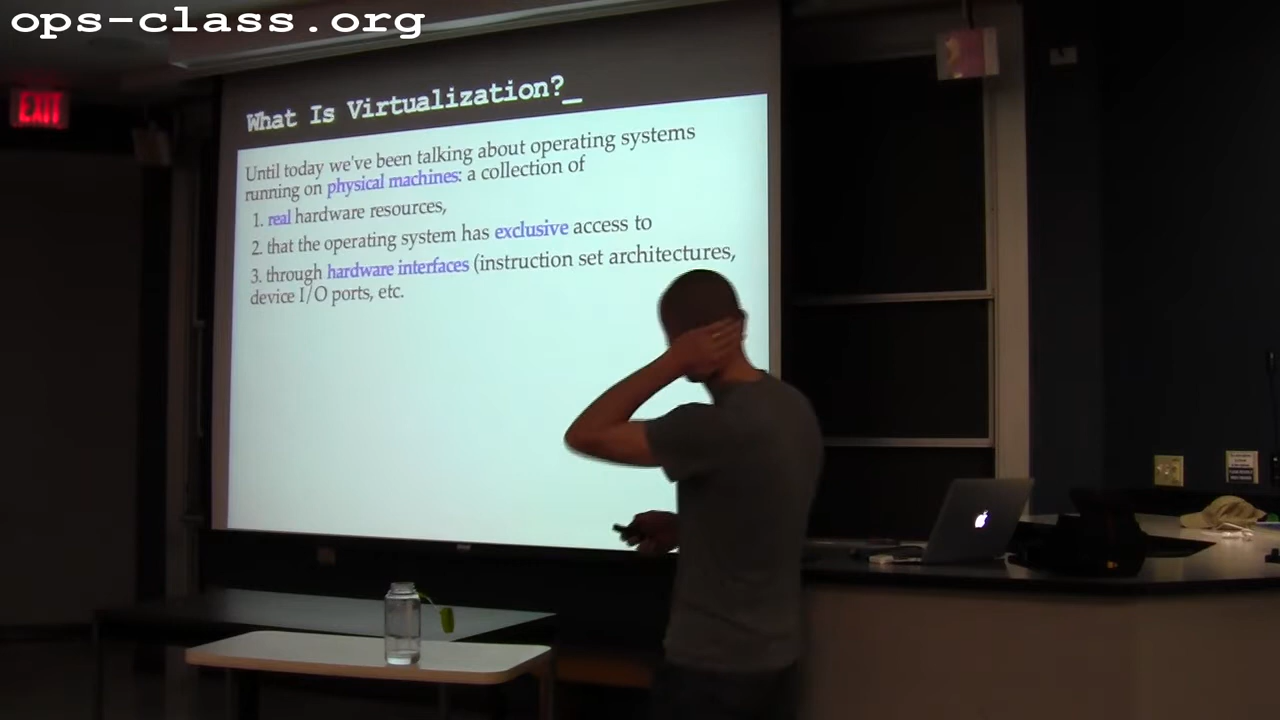 ops-class.org
EXIT
What Is Virtualization?_
Until today we've been talking about operating systems
running on physical machines: a collection of
1. real hardware resources,
2. that the operating system has exclusive access to
3. through hardware interfaces (instruction set architectures,
device I/O ports, etc.